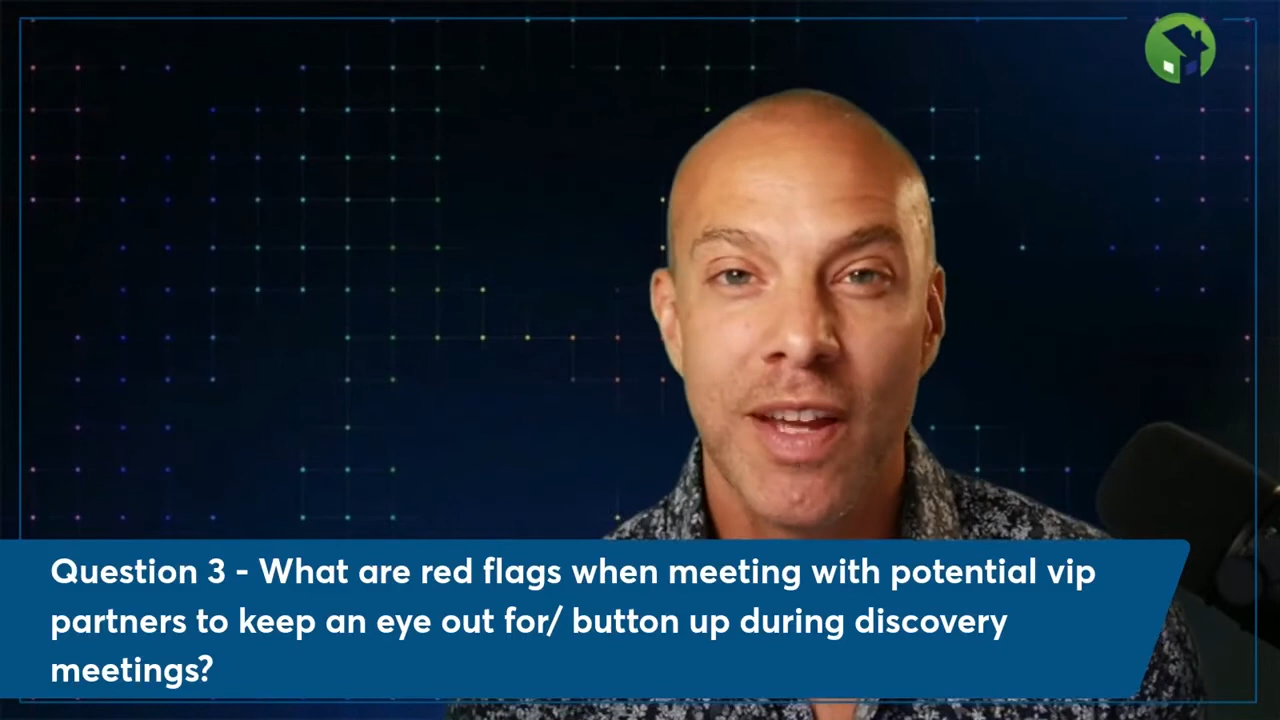 Question 3 - What are red flags when meeting with potential vip
partners to keep an eye out for/ button up during discovery
meetings?